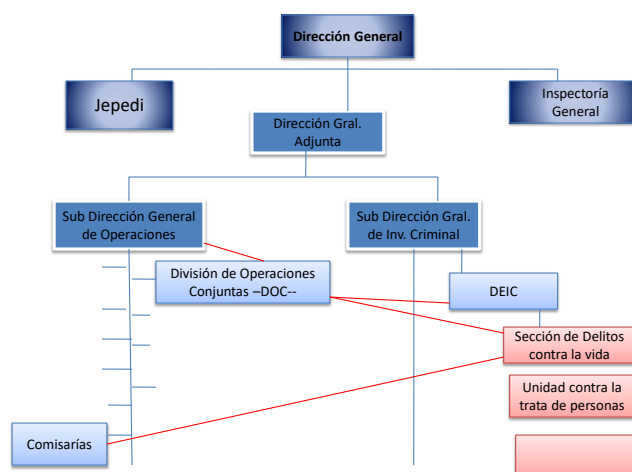 Dirección General
Jepedi
Inspectoría
General
Dirección Gral.
Adjunta
Sub Dirección General
de Operaciones
Sub Dirección Gral.
de Inv. Criminal
División de Operaciones
Conjuntas –DOC--
DEIC
Sección de Delitos
contra la vida
Unidad contra la
trata de personas
Comisarías